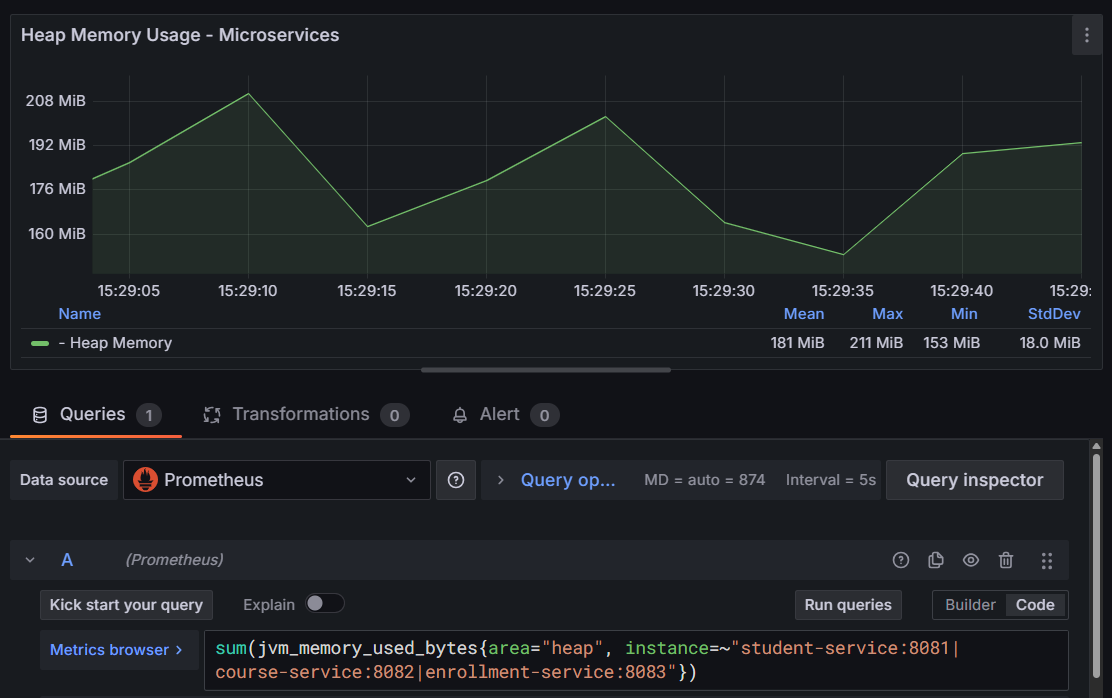 Heap Memory Usage - Microservices
208 MiB
192 MiB
176 MiB
160 MiB
15:29:05 15:29:10 15:29:15 15:29:20 15:29:25 15:29:30 15:29:35 15:29:40 15:29:
Name Mean Max Min StdDev
- Heap Memory 181 MiB 211 MiB 153 MiB 18.0 MiB
Queries 1 Transformations 0 Alert 0
Data source Prometheus Query op... MD = auto = 874 Interval = 5s Query inspector
A (Prometheus)
Kick start your query Explain Run queries Builder Code
Metrics browser > sum(jvm_memory_used_bytes{area="heap", instance=~"student-service:8081|
course-service:8082|enrollment-service:8083"})